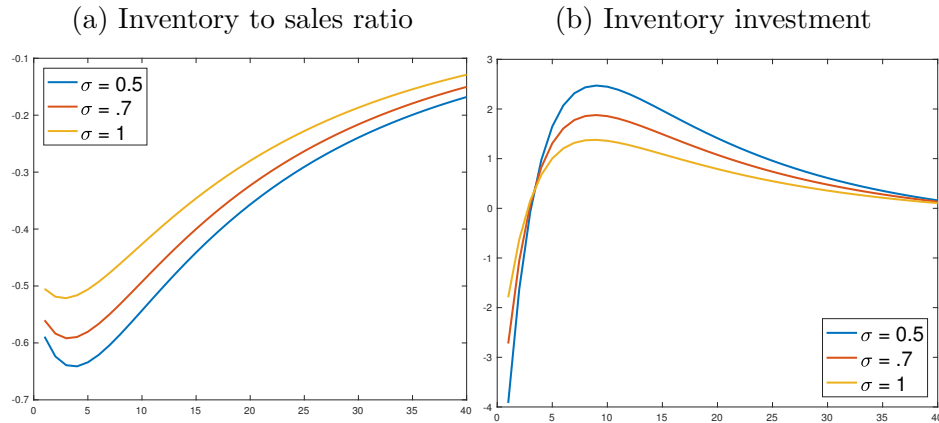 (a) Inventory to sales ratio
-0.1
-0.2
-0.3
-0.4
-0.5
-0.6
-0.7
0 5 10 15 20 25 30 35 40
σ = 0.5
σ = .7
σ = 1
(b) Inventory investment
3
2
1
0
-1
-2
-3
-4
0 5 10 15 20 25 30 35 40
σ = 0.5
σ = .7
σ = 1